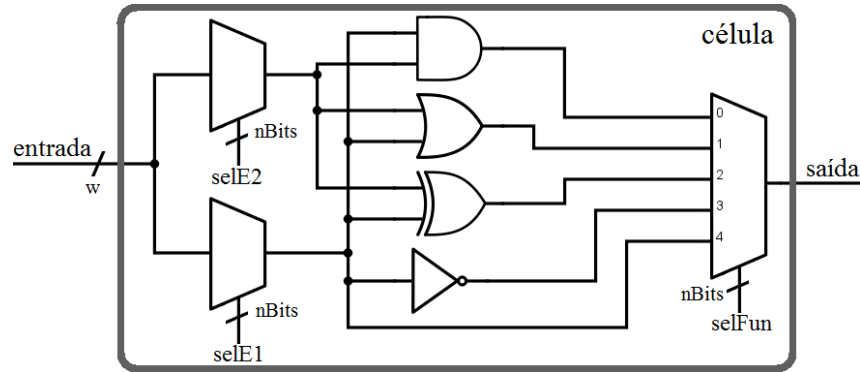 célula
entrada
w
nBits
selE2
nBits
selE1
0
1
2
3
4
saída
nBits
selFun